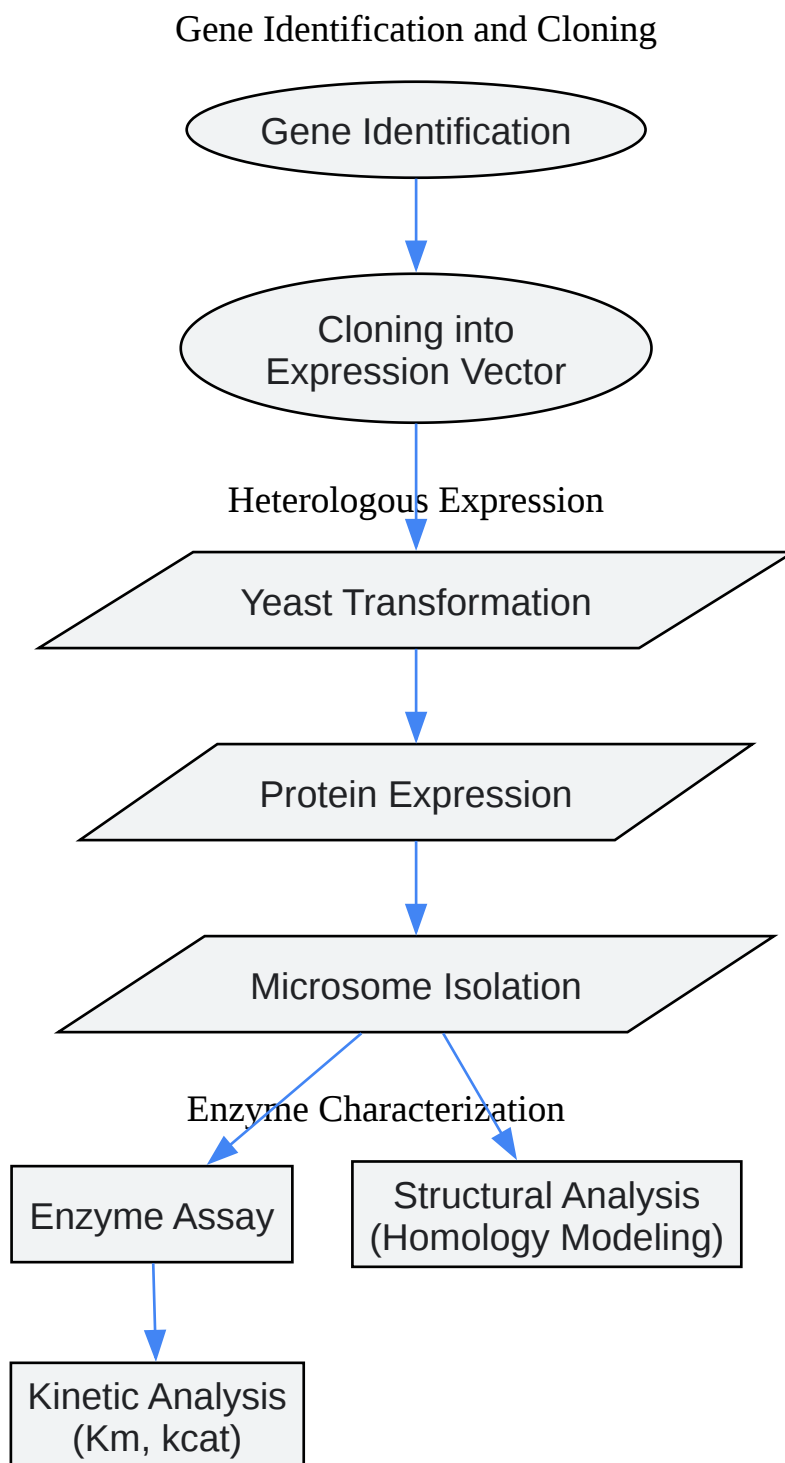 Gene Identification and Cloning
Gene Identification
Cloning into
Expression Vector
Heterologous Expression
Yeast Transformation
Protein Expression
Microsome Isolation
Enzyme Characterization
Enzyme Assay
Structural Analysis
(Homology Modeling)
Kinetic Analysis
(Km, kcat)